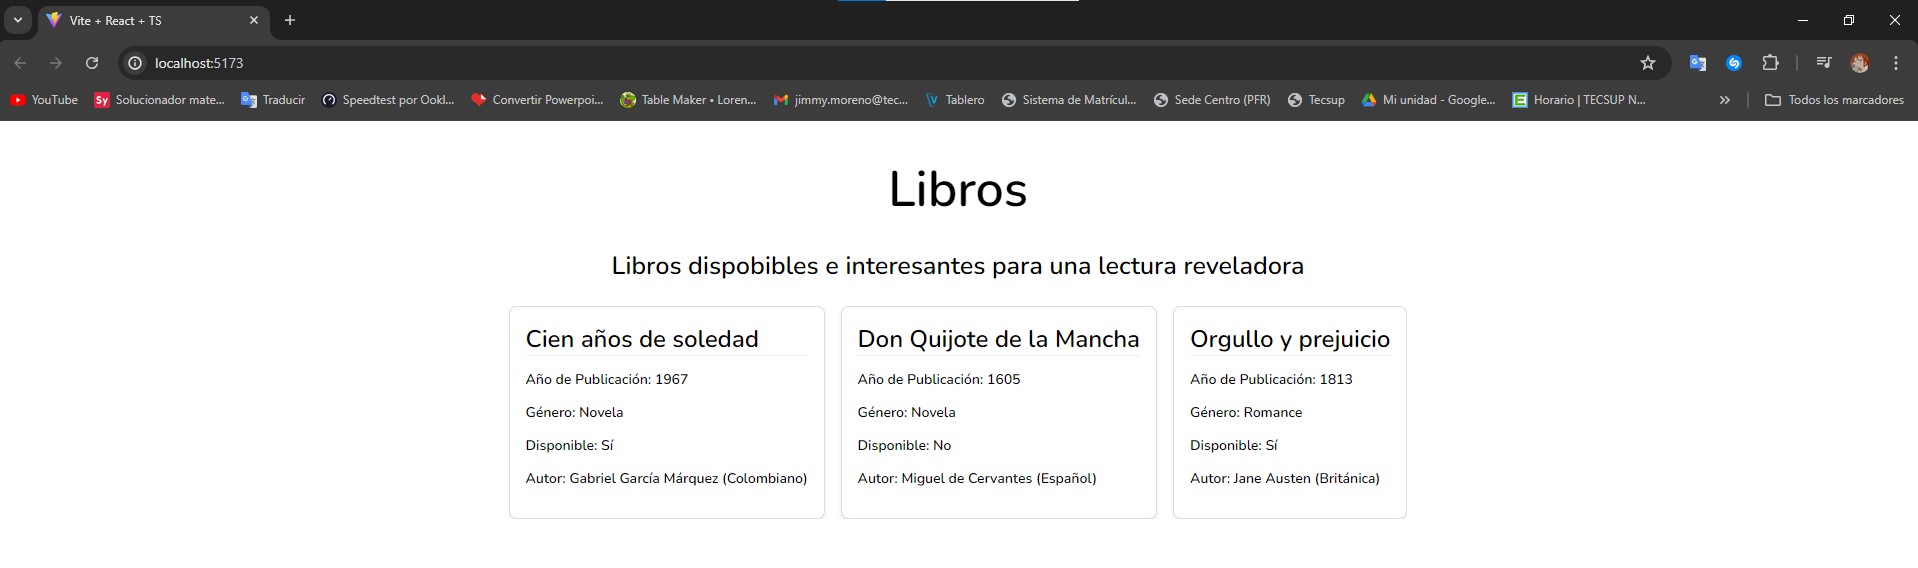 Vite + React + TS
localhost:5173
YouTube Sy Solucionador mate... Traducir Speedtest por Ookl... Convertir Powerpoi... Table Maker • Loren... jimmy.moreno@tec... Tablero Sistema de Matrícul... Sede Centro (PFR) Tecsup Mi unidad - Google... Horario | TECSUP N... Todos los marcadores
Libros
Libros dispobibles e interesantes para una lectura reveladora
Cien años de soledad
Año de Publicación: 1967
Género: Novela
Disponible: Sí
Autor: Gabriel García Márquez (Colombiano)
Don Quijote de la Mancha
Año de Publicación: 1605
Género: Novela
Disponible: No
Autor: Miguel de Cervantes (Español)
Orgullo y prejuicio
Año de Publicación: 1813
Género: Romance
Disponible: Sí
Autor: Jane Austen (Británica)